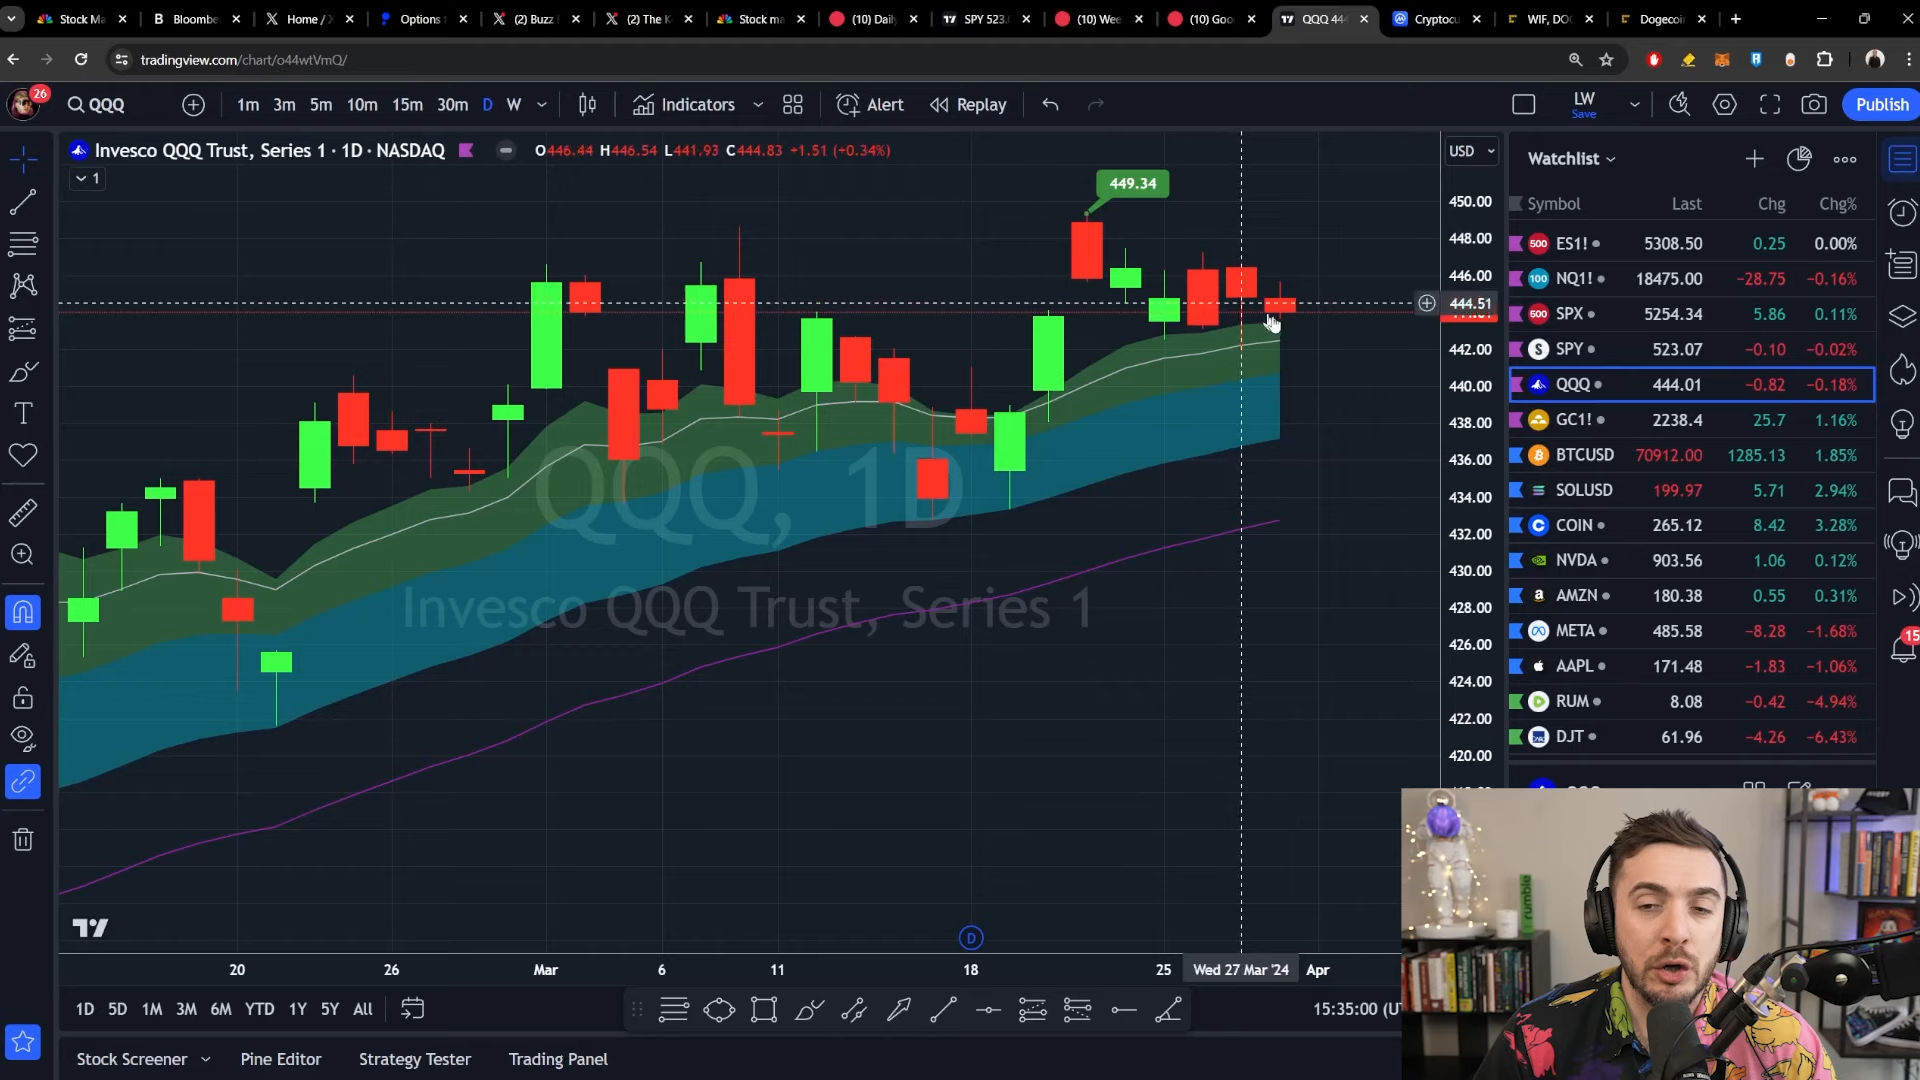 Stock Ma
Bloombe
Home /
Options
(2) Buzz
(2) The K
Stock ma
(10) Daily
SPY 523.
(10) Wee
(10) Goo
QQQ 444
Cryptocu
WIF, DO
Dogecoi
tradingview.com/chart/o44wtVmQ/
26
QQQ
1m 3m 5m 10m 15m 30m D W
Indicators
Alert
Replay
LW
Save
Publish
Invesco QQQ Trust, Series 1 · 1D · NASDAQ
O446.44 H446.54 L441.93 C444.83 +1.51 (+0.34%)
1
USD
449.34
450.00
448.00
446.00
444.51
442.00
440.00
438.00
436.00
434.00
432.00
430.00
428.00
426.00
424.00
422.00
420.00
QQQ, 1D
Invesco QQQ Trust, Series 1
Watchlist
Symbol Last Chg Chg%
500 ES1! 5308.50 0.25 0.00%
100 NQ1! 18475.00 −28.75 −0.16%
500 SPX 5254.34 5.86 0.11%
S SPY 523.07 −0.10 −0.02%
QQQ 444.01 −0.82 −0.18%
GC1! 2238.4 25.7 1.16%
BTCUSD 70912.00 1285.13 1.85%
SOLUSD 199.97 5.71 2.94%
COIN 265.12 8.42 3.28%
NVDA 903.56 1.06 0.12%
AMZN 180.38 0.55 0.31%
META 485.58 −8.28 −1.68%
AAPL 171.48 −1.83 −1.06%
RUM 8.08 −0.42 −4.94%
DJT 61.96 −4.26 −6.43%
15
D
20 26 Mar 6 11 18 25 Wed 27 Mar '24 Apr
1D 5D 1M 3M 6M YTD 1Y 5Y All
15:35:00 (U
Stock Screener
Pine Editor
Strategy Tester
Trading Panel
rumble